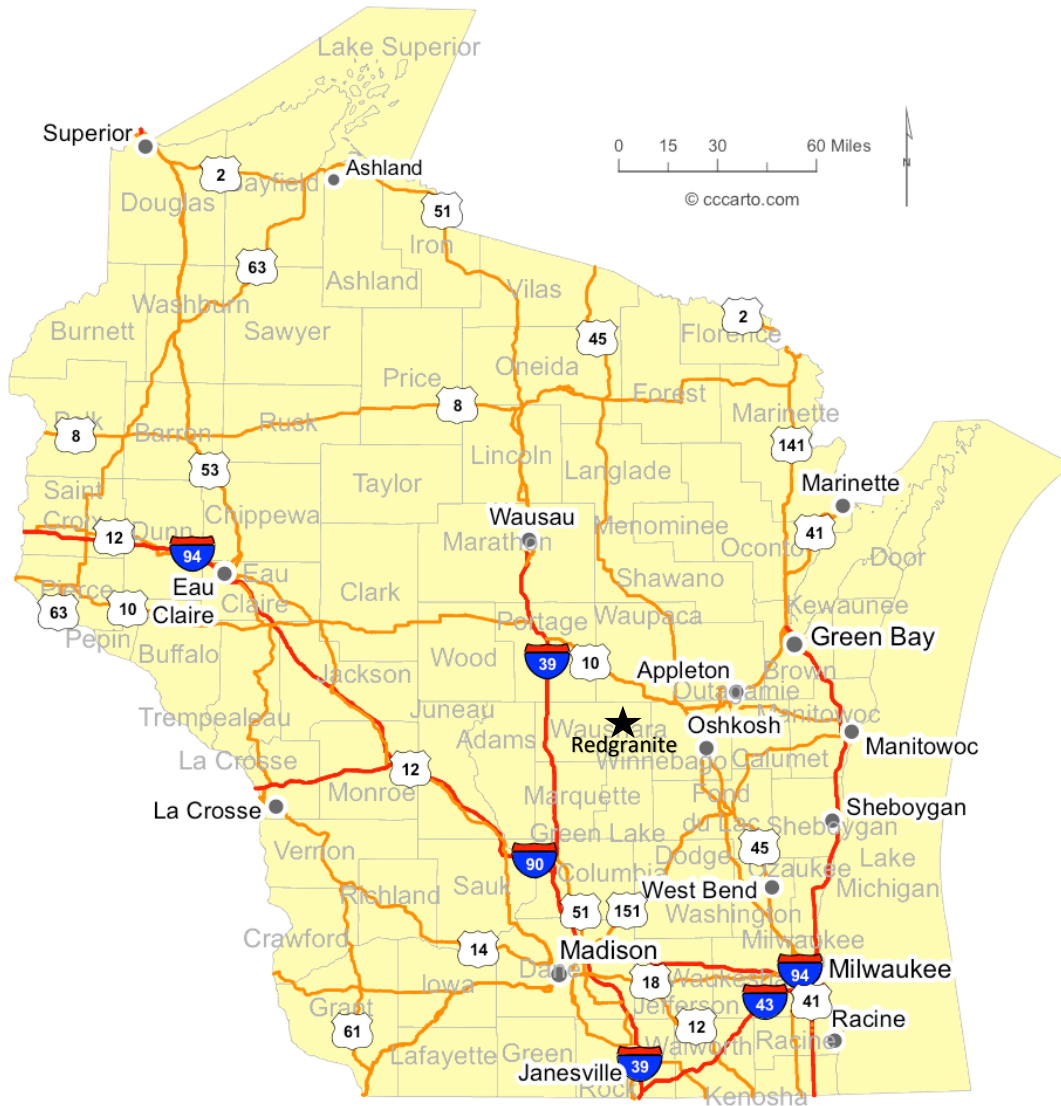 Lake Superior
Superior
Ashland
2
Bayfield
Douglas
51
Iron
0 15 30 60 Miles
N
© cccarto.com
63
Ashland
Vilas
Washburn
Burnett
Sawyer
45
2
Florence
Oneida
Price
Forest
8
Polk
8
Barron
Rusk
Marinette
141
53
Lincoln
Langlade
Taylor
Saint
Croix
Marinette
Chippewa
Wausau
Marathon
Menominee
41
Oconto
Door
12
Dunn
94
Eau
Claire
Eau
Claire
Pierce
63
10
Pepin
Buffalo
Clark
Shawano
Waupaca
Portage
Kewaunee
Green Bay
Wood
39
10
Appleton
Brown
Outagamie
Jackson
Trempealeau
Juneau
Adams
Waushara
Redgranite
Oshkosh
Winnebago
Manitowoc
Manitowoc
Calumet
La Crosse
12
Monroe
La Crosse
Marquette
Fond
du Lac
Sheboygan
Sheboygan
Green Lake
Vernon
90
Columbia
Dodge
45
Ozaukee
Lake
Michigan
Richland
Sauk
West Bend
51
151
Washington
Crawford
14
Madison
Dane
Milwaukee
Milwaukee
94
Iowa
18
Waukesha
Jefferson
43
41
Grant
61
12
Racine
Racine
Lafayette
Green
Janesville
39
Walworth
Rock
Kenosha